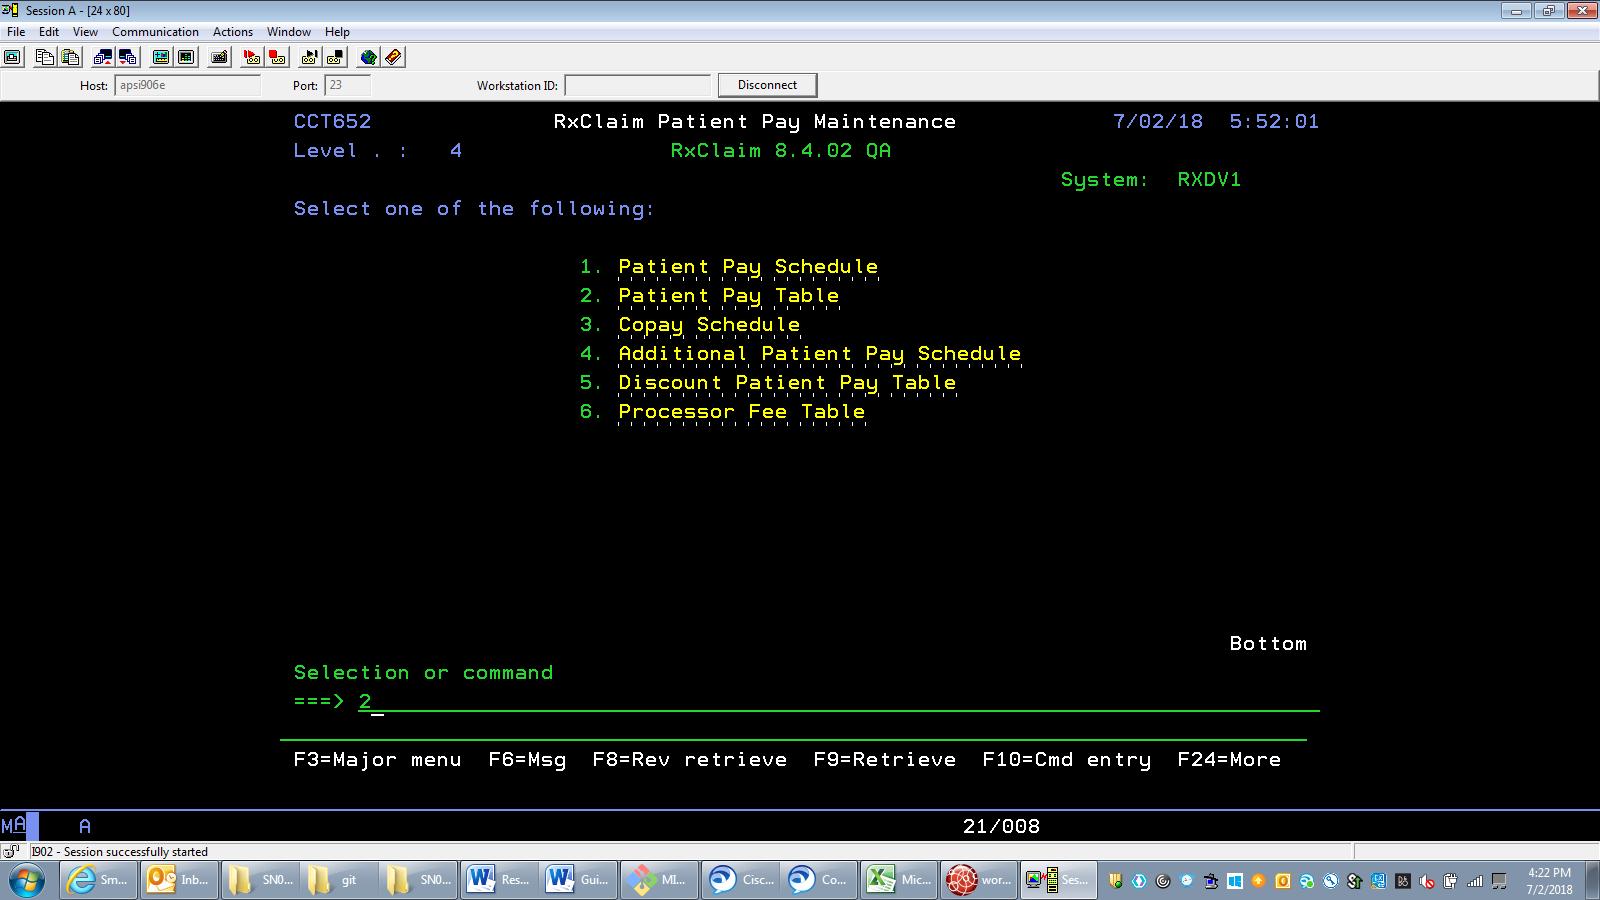 Session A - [24 x 80]
File Edit View Communication Actions Window Help
Host: apsi906e Port: 23 Workstation ID: Disconnect
CCT652 RxClaim Patient Pay Maintenance 7/02/18 5:52:01
Level . : 4 RxClaim 8.4.02 QA
System: RXDV1
Select one of the following:
1. Patient Pay Schedule
2. Patient Pay Table
3. Copay Schedule
4. Additional Patient Pay Schedule
5. Discount Patient Pay Table
6. Processor Fee Table
Bottom
Selection or command
===> 2
F3=Major menu F6=Msg F8=Rev retrieve F9=Retrieve F10=Cmd entry F24=More
MA A 21/008
I902 - Session successfully started
Sm... Inb... SN0... git SN0... Res... Gui... MI... Cisc... Co... Mic... wor... Ses... 4:22 PM
7/2/2018